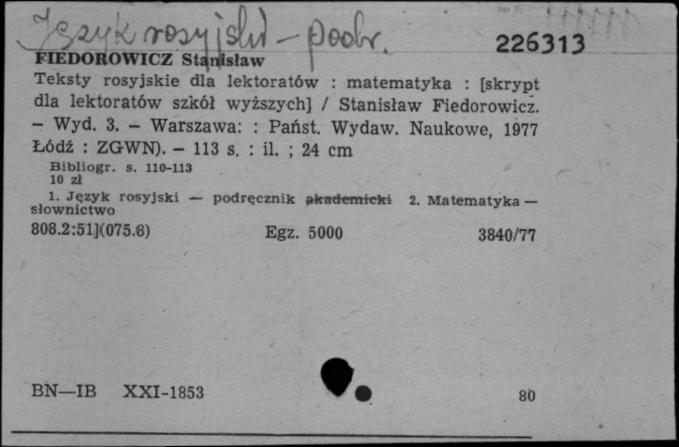 Język rosyjski - podr.
226313
FIEDOROWICZ Stanisław
Teksty rosyjskie dla lektoratów : matematyka : [skrypt
dla lektoratów szkół wyższych] / Stanisław Fiedorowicz.
— Wyd. 3. — Warszawa: : Państ. Wydaw. Naukowe, 1977
Łódź : ZGWN). — 113 s. : il. ; 24 cm
Bibliogr. s. 110-113
10 zł
1. Język rosyjski — podręcznik akademicki 2. Matematyka —
słownictwo
808.2:51](075.8) Egz. 5000 3840/77
BN—IB XXI-1853 80